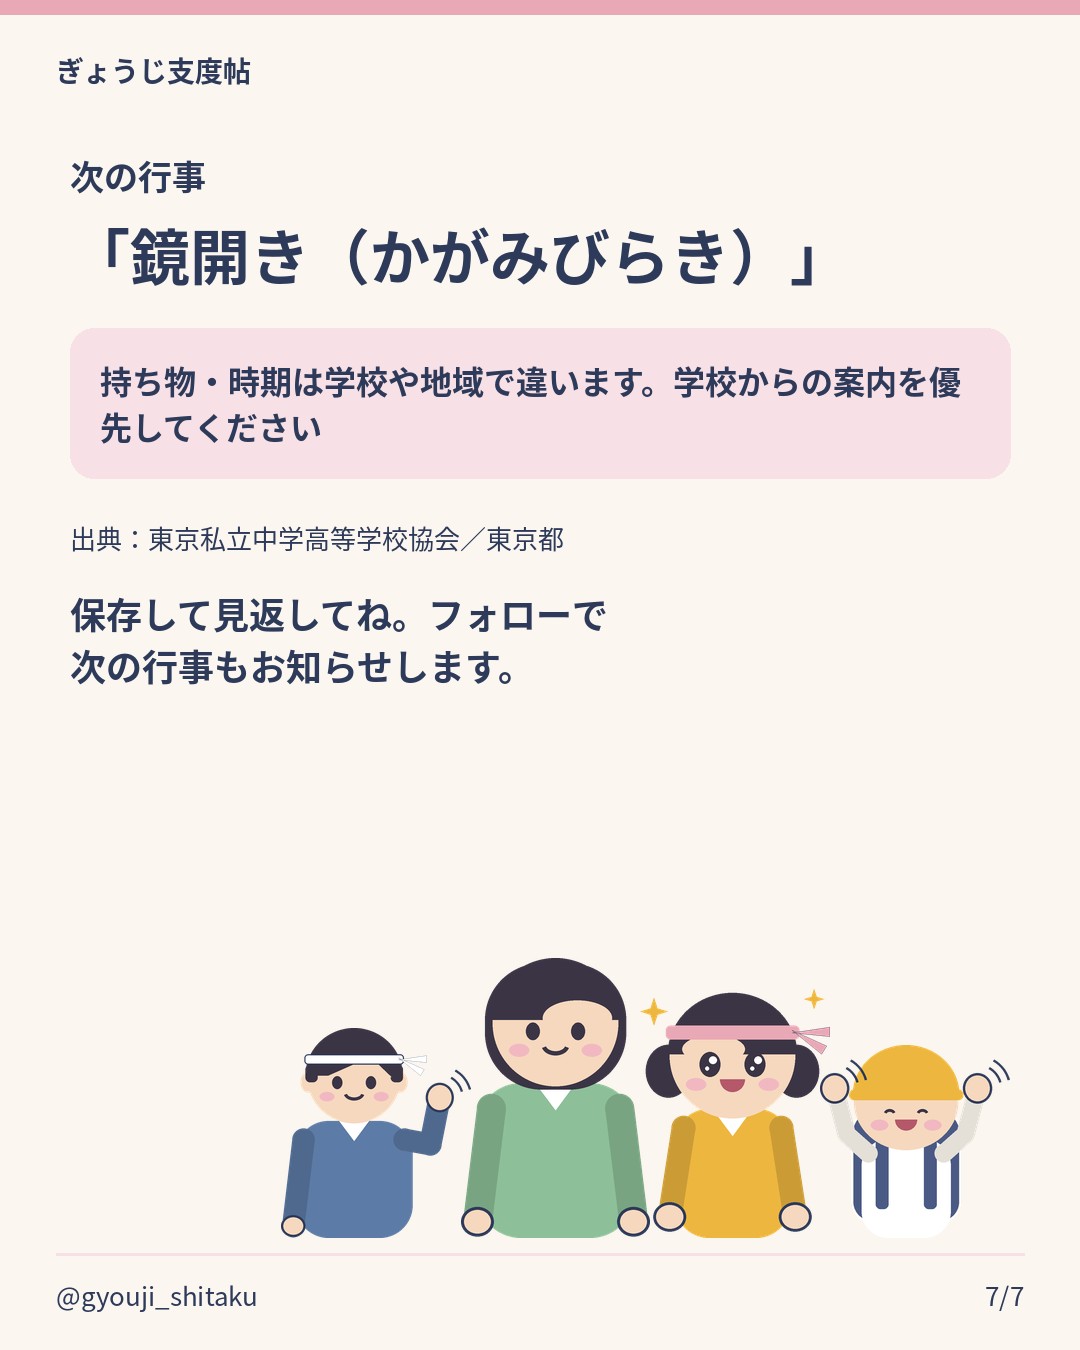 ぎょうじ支度帖
次の行事
「鏡開き（かがみびらき）」
持ち物・時期は学校や地域で違います。学校からの案内を優
先してください
出典：東京私立中学高等学校協会／東京都
保存して見返してね。フォローで
次の行事もお知らせします。
@gyouji_shitaku
7/7